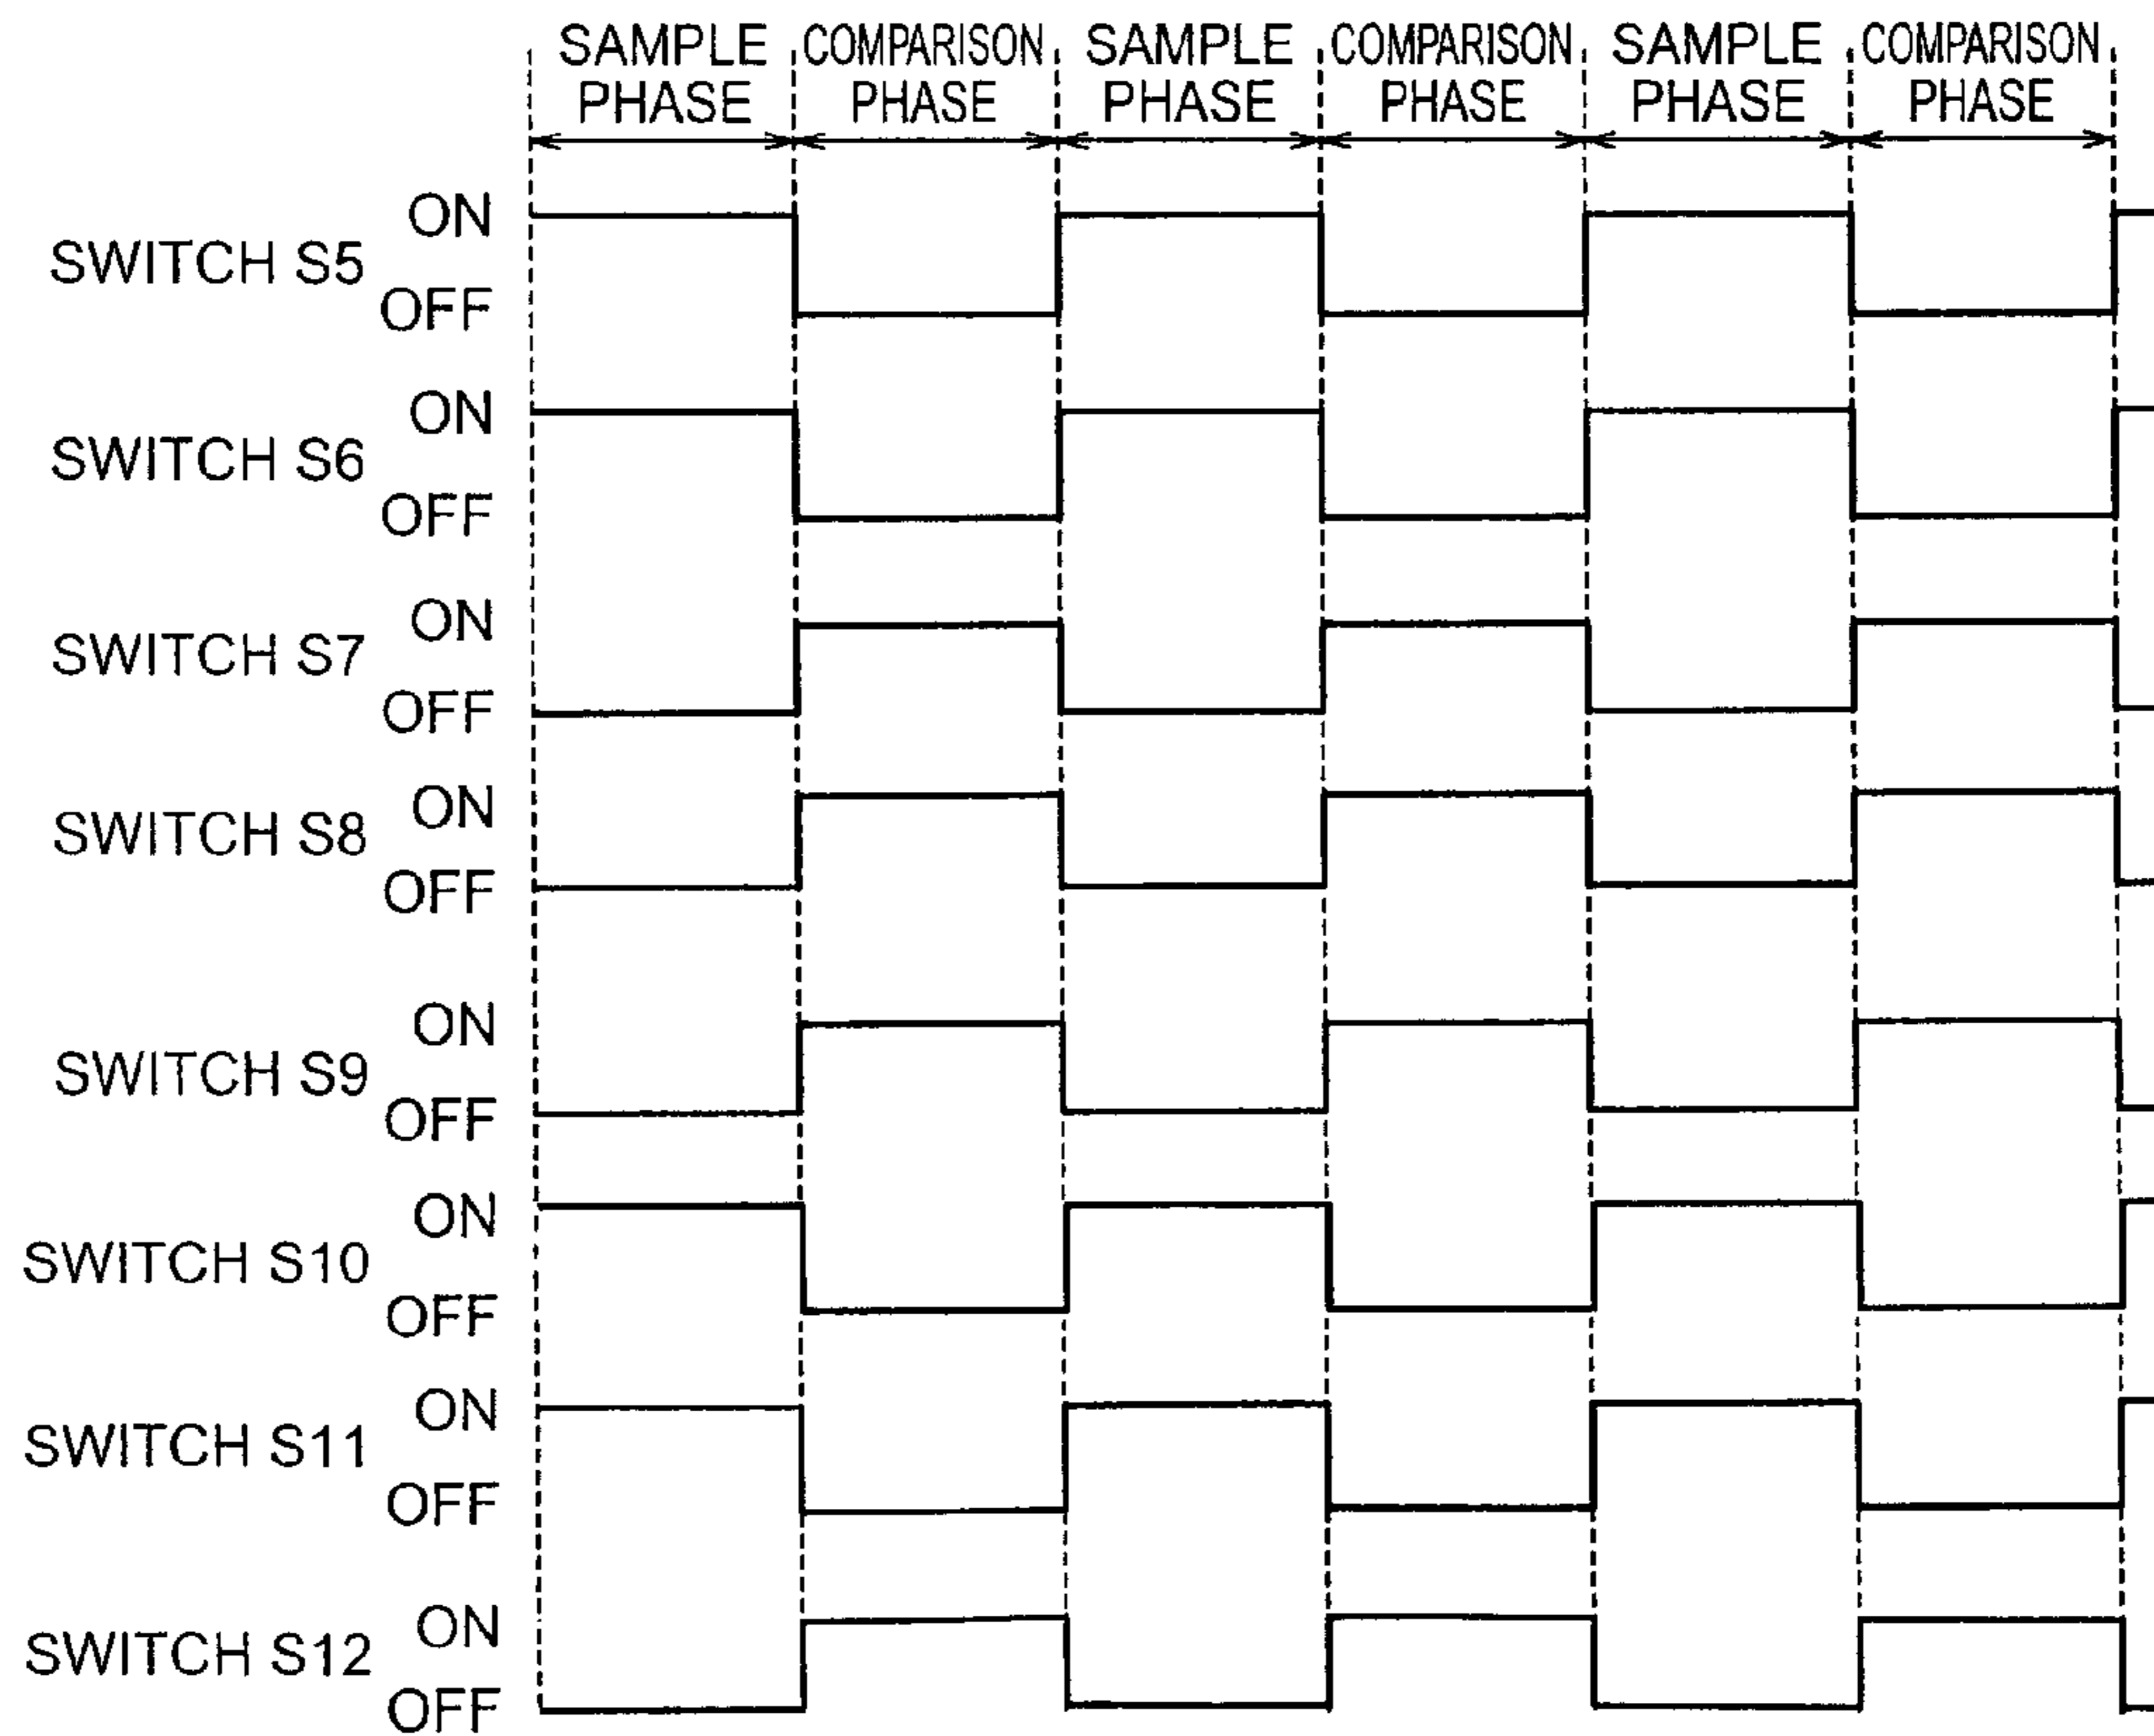 SAMPLE PHASE
COMPARISON PHASE
SAMPLE PHASE
COMPARISON PHASE
SAMPLE PHASE
COMPARISON PHASE
ON
SWITCH S5
OFF
ON
SWITCH S6
OFF
ON
SWITCH S7
OFF
ON
SWITCH S8
OFF
ON
SWITCH S9
OFF
ON
SWITCH S10
OFF
ON
SWITCH S11
OFF
ON
SWITCH S12
OFF